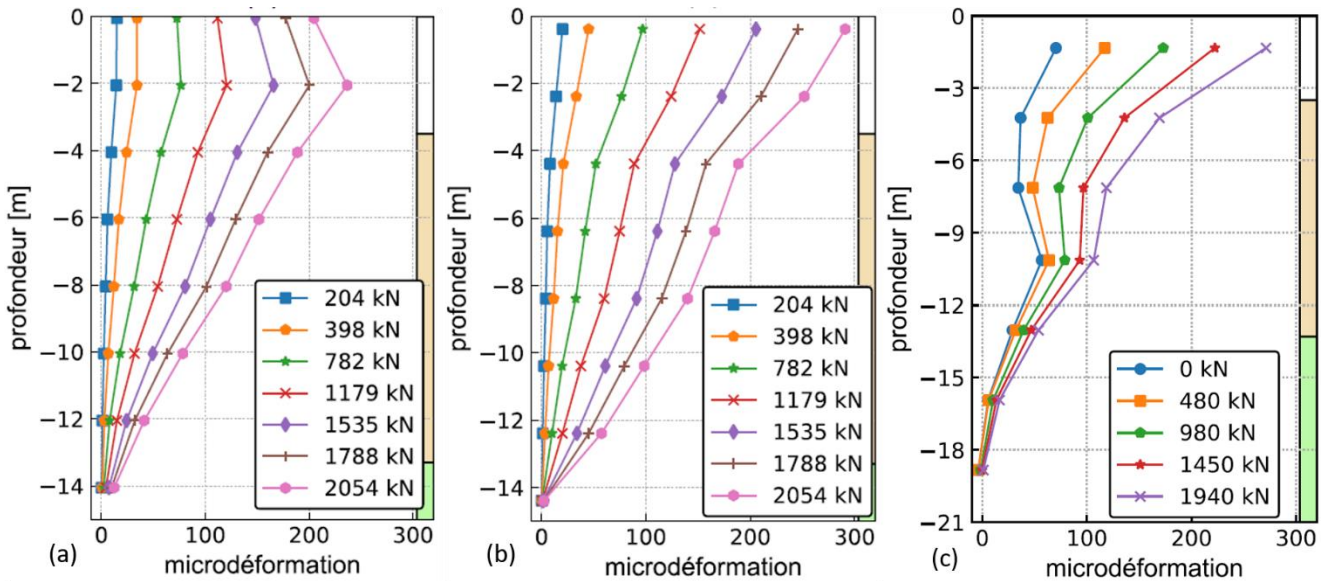 0
−2
−4
−6
−8
−10
−12
−14
profondeur [m]
204 kN
398 kN
782 kN
1179 kN
1535 kN
1788 kN
2054 kN
0
100
200
300
(a)
microdéformation
0
−2
−4
−6
−8
−10
−12
−14
profondeur [m]
204 kN
398 kN
782 kN
1179 kN
1535 kN
1788 kN
2054 kN
0
100
200
300
(b)
microdéformation
0
−3
−6
−9
−12
−15
−18
−21
profondeur [m]
0 kN
480 kN
980 kN
1450 kN
1940 kN
0
100
200
300
(c)
microdéformation